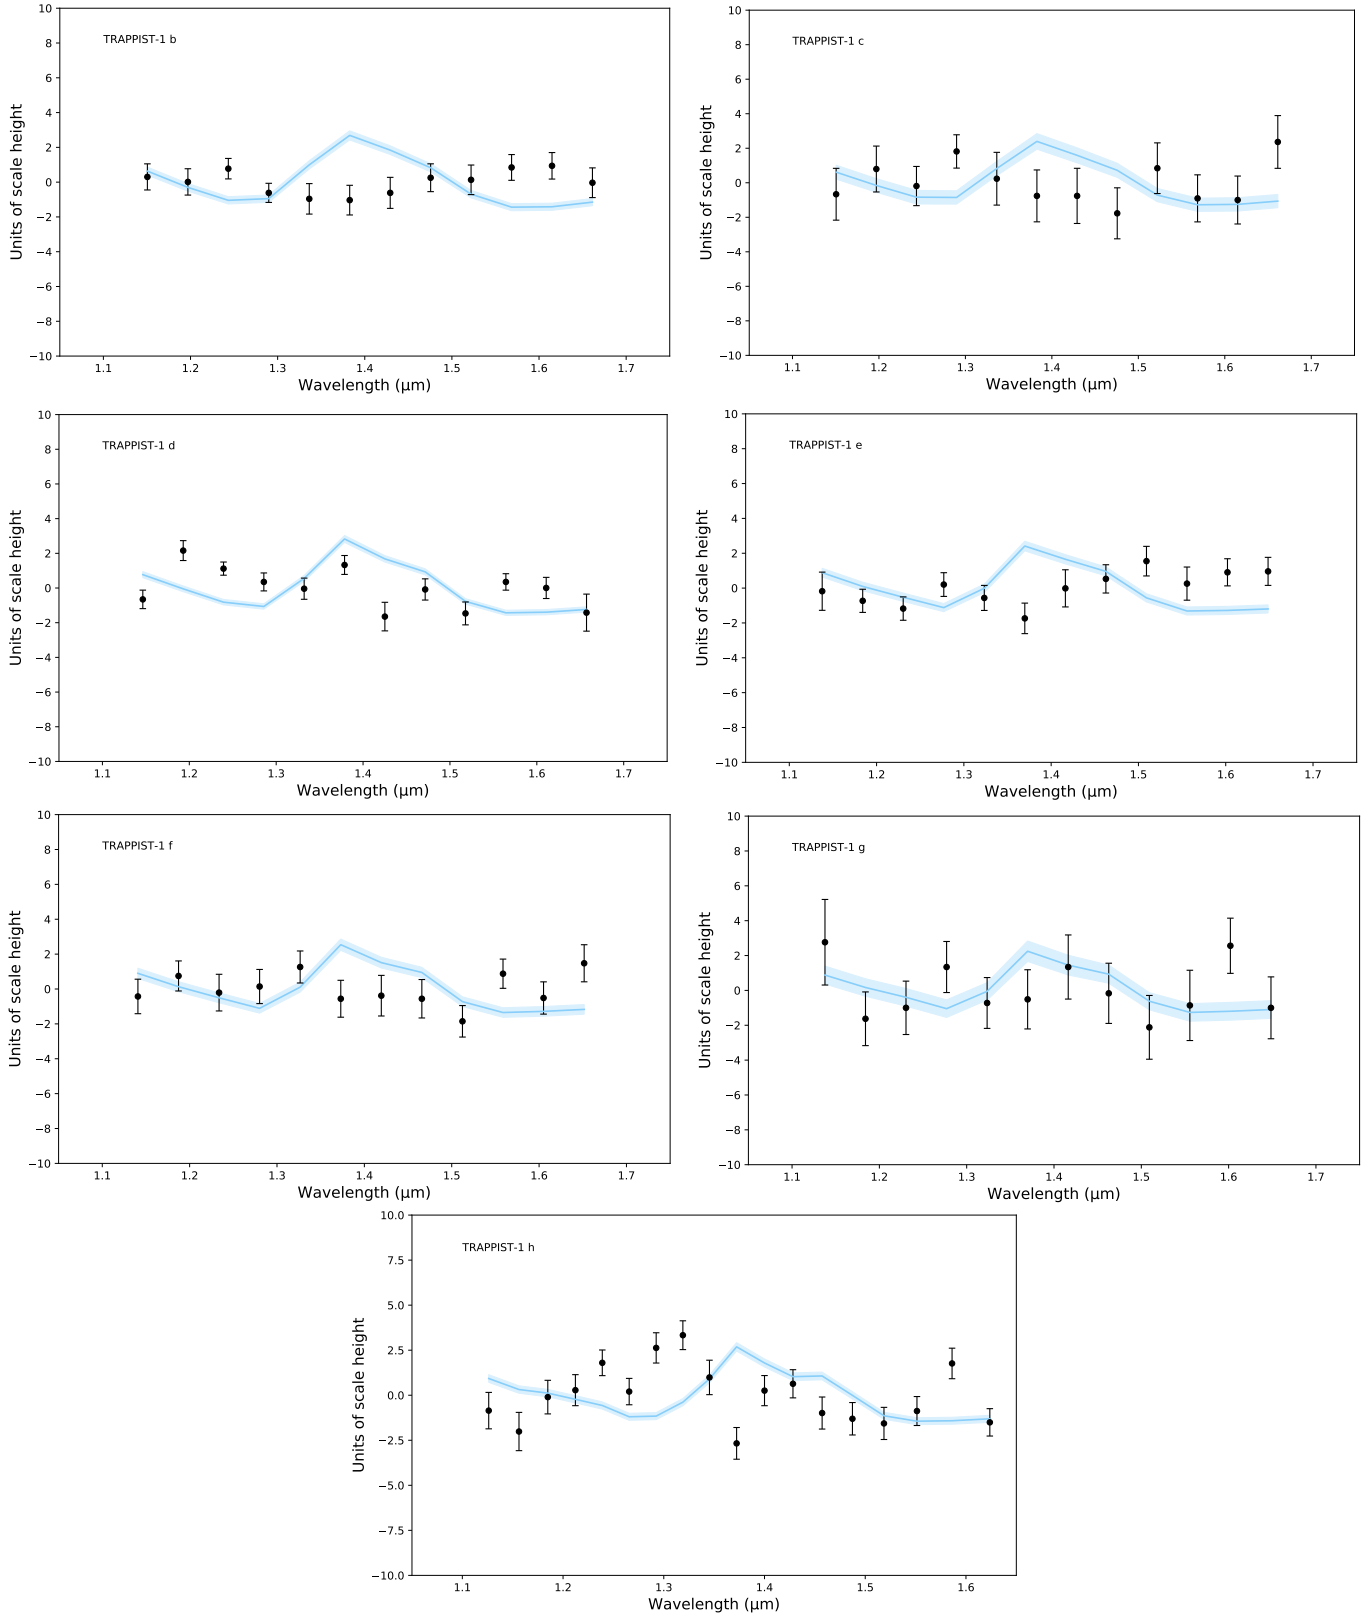 TRAPPIST-1 b
Units of scale height
10
8
6
4
2
0
−2
−4
−6
−8
−10
1.1 1.2 1.3 1.4 1.5 1.6 1.7
Wavelength (μm)
TRAPPIST-1 c
Units of scale height
10
8
6
4
2
0
−2
−4
−6
−8
−10
1.1 1.2 1.3 1.4 1.5 1.6 1.7
Wavelength (μm)
TRAPPIST-1 d
Units of scale height
10
8
6
4
2
0
−2
−4
−6
−8
−10
1.1 1.2 1.3 1.4 1.5 1.6 1.7
Wavelength (μm)
TRAPPIST-1 e
Units of scale height
10
8
6
4
2
0
−2
−4
−6
−8
−10
1.1 1.2 1.3 1.4 1.5 1.6 1.7
Wavelength (μm)
TRAPPIST-1 f
Units of scale height
10
8
6
4
2
0
−2
−4
−6
−8
−10
1.1 1.2 1.3 1.4 1.5 1.6 1.7
Wavelength (μm)
TRAPPIST-1 g
Units of scale height
10
8
6
4
2
0
−2
−4
−6
−8
−10
1.1 1.2 1.3 1.4 1.5 1.6 1.7
Wavelength (μm)
TRAPPIST-1 h
Units of scale height
10.0
7.5
5.0
2.5
0.0
−2.5
−5.0
−7.5
−10.0
1.1 1.2 1.3 1.4 1.5 1.6
Wavelength (μm)